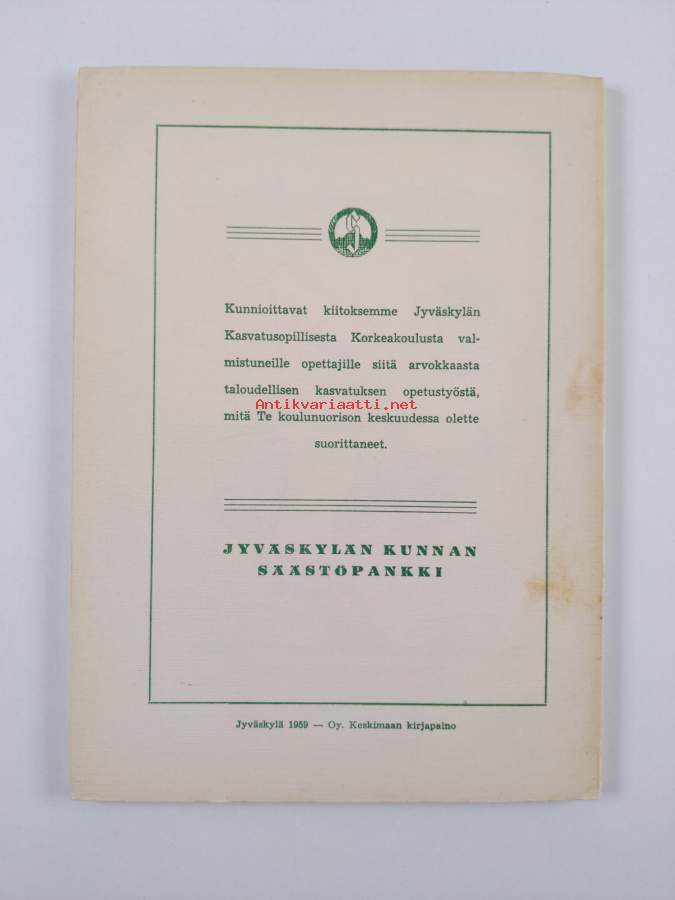 Kunnioittavat kiitoksemme Jyväskylän
Kasvatusopillisesta Korkeakoulusta val-
mistuneille opettajille siitä arvokkaasta
taloudellisen kasvatuksen opetustyöstä,
Antikvariaatti.net
mitä Te koulunuorison keskuudessa olette
suorittaneet.
JYVÄSKYLÄN KUNNAN
SÄÄSTÖPANKKI
Jyväskylä 1959 — Oy. Keskimaan kirjapaino